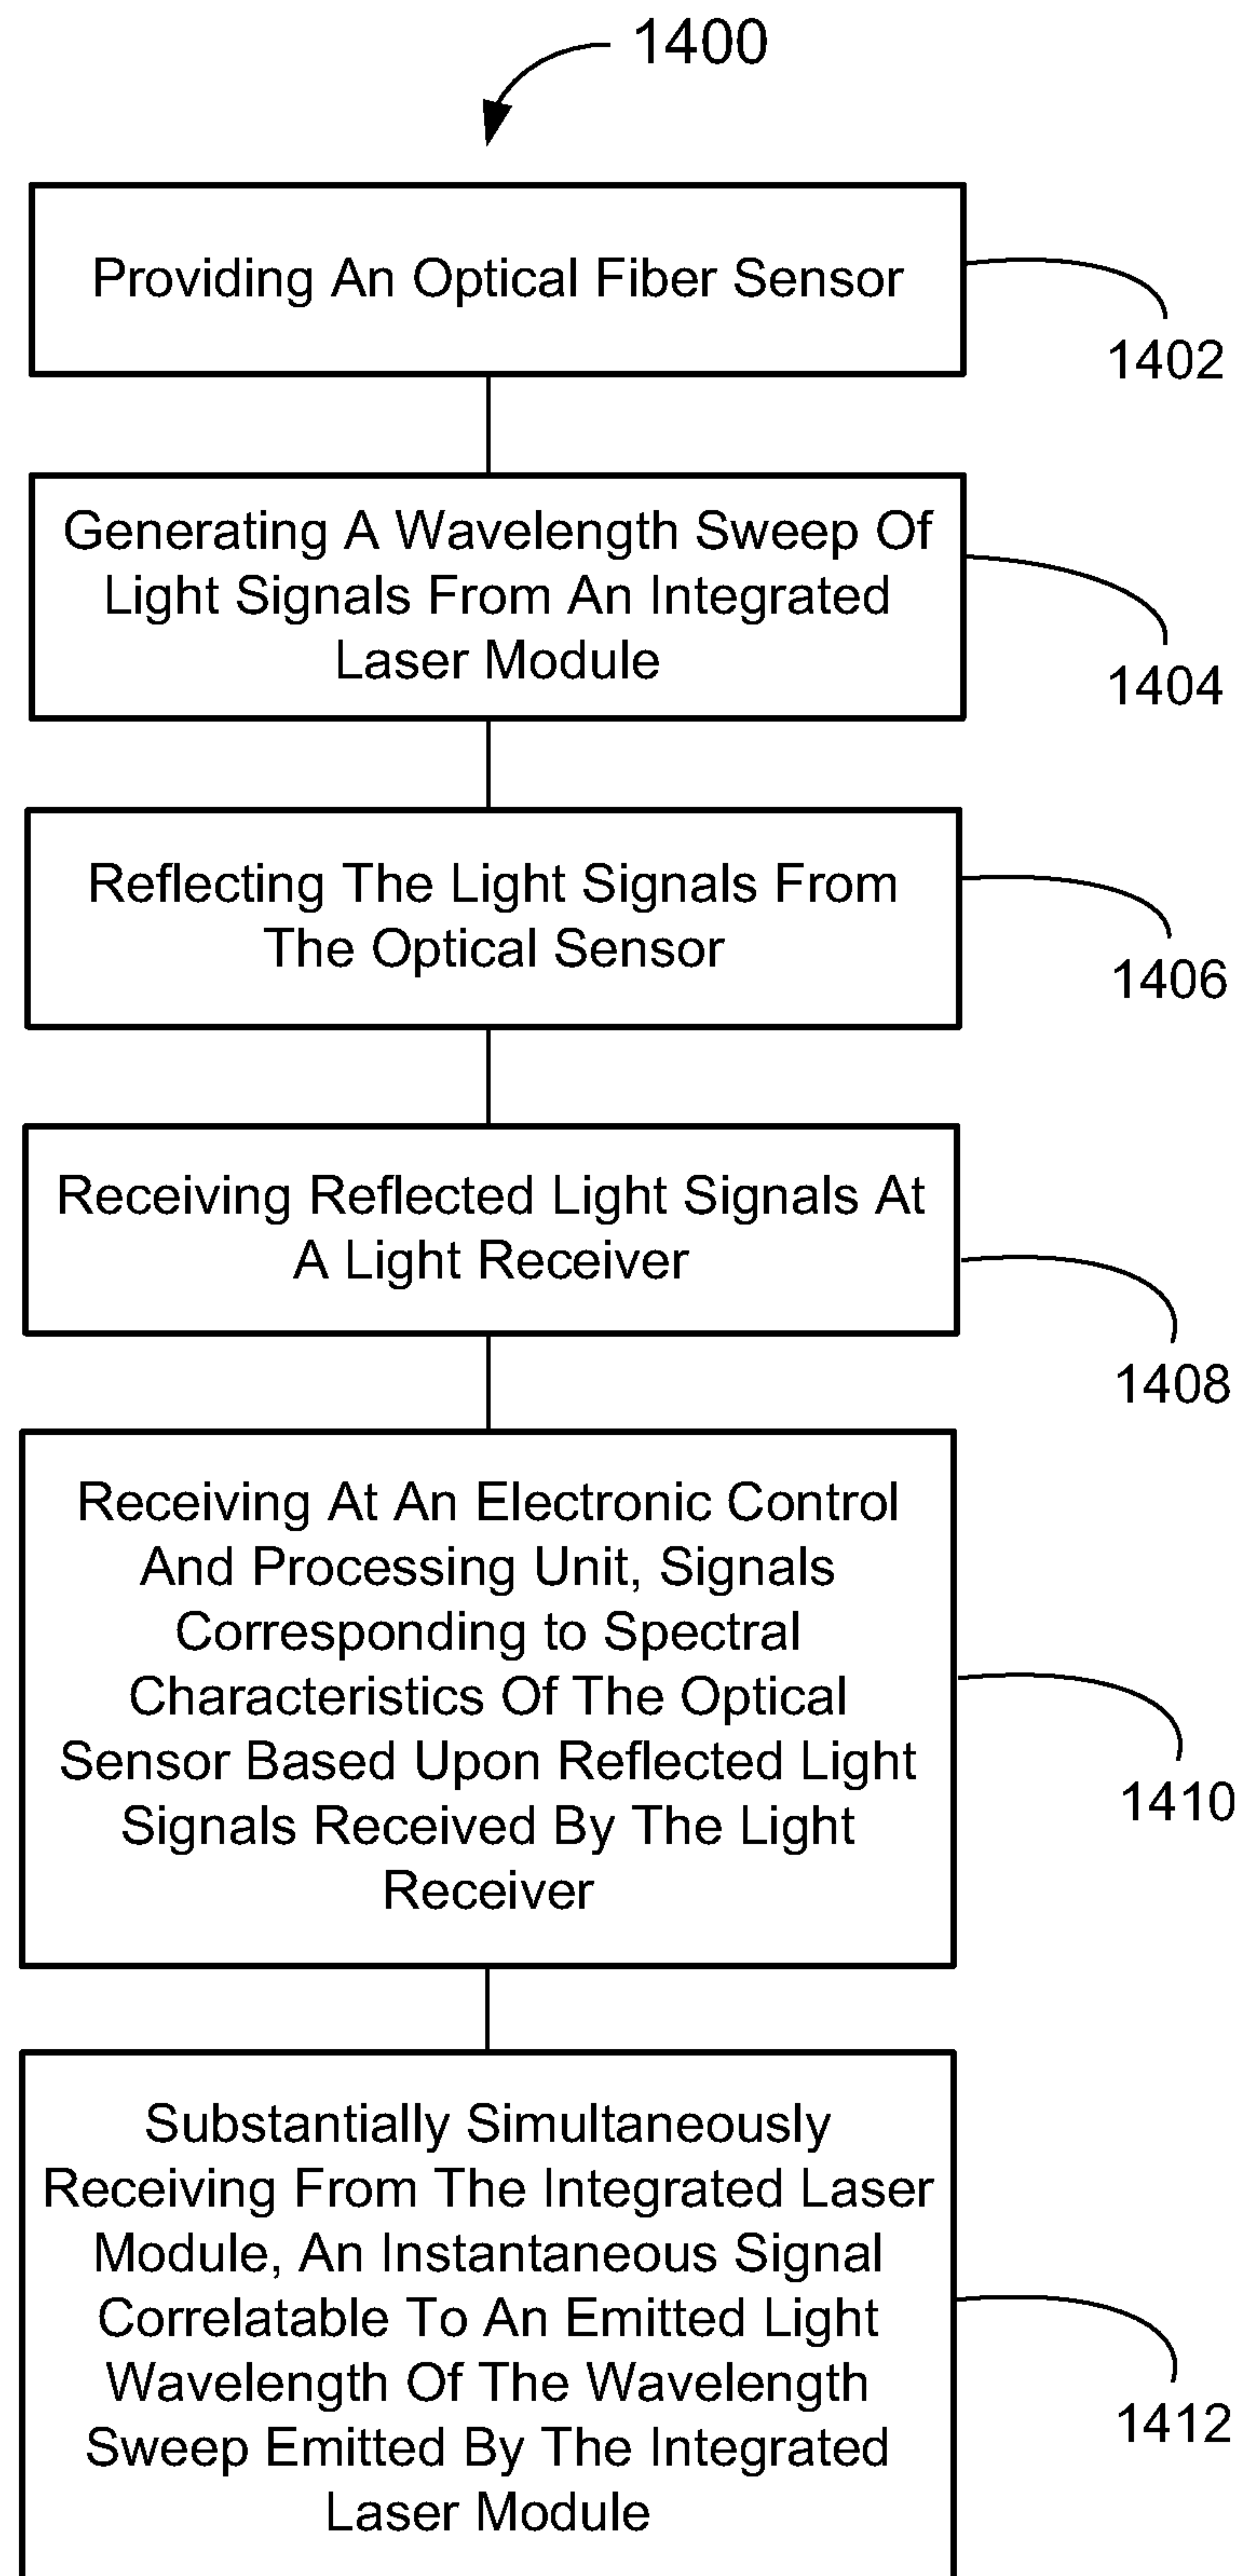 1400
Providing An Optical Fiber Sensor
1402
Generating A Wavelength Sweep Of
Light Signals From An Integrated
Laser Module
1404
Reflecting The Light Signals From
The Optical Sensor
1406
Receiving Reflected Light Signals At
A Light Receiver
1408
Receiving At An Electronic Control
And Processing Unit, Signals
Corresponding to Spectral
Characteristics Of The Optical
Sensor Based Upon Reflected Light
Signals Received By The Light
Receiver
1410
Substantially Simultaneously
Receiving From The Integrated Laser
Module, An Instantaneous Signal
Correlatable To An Emitted Light
Wavelength Of The Wavelength
Sweep Emitted By The Integrated
Laser Module
1412